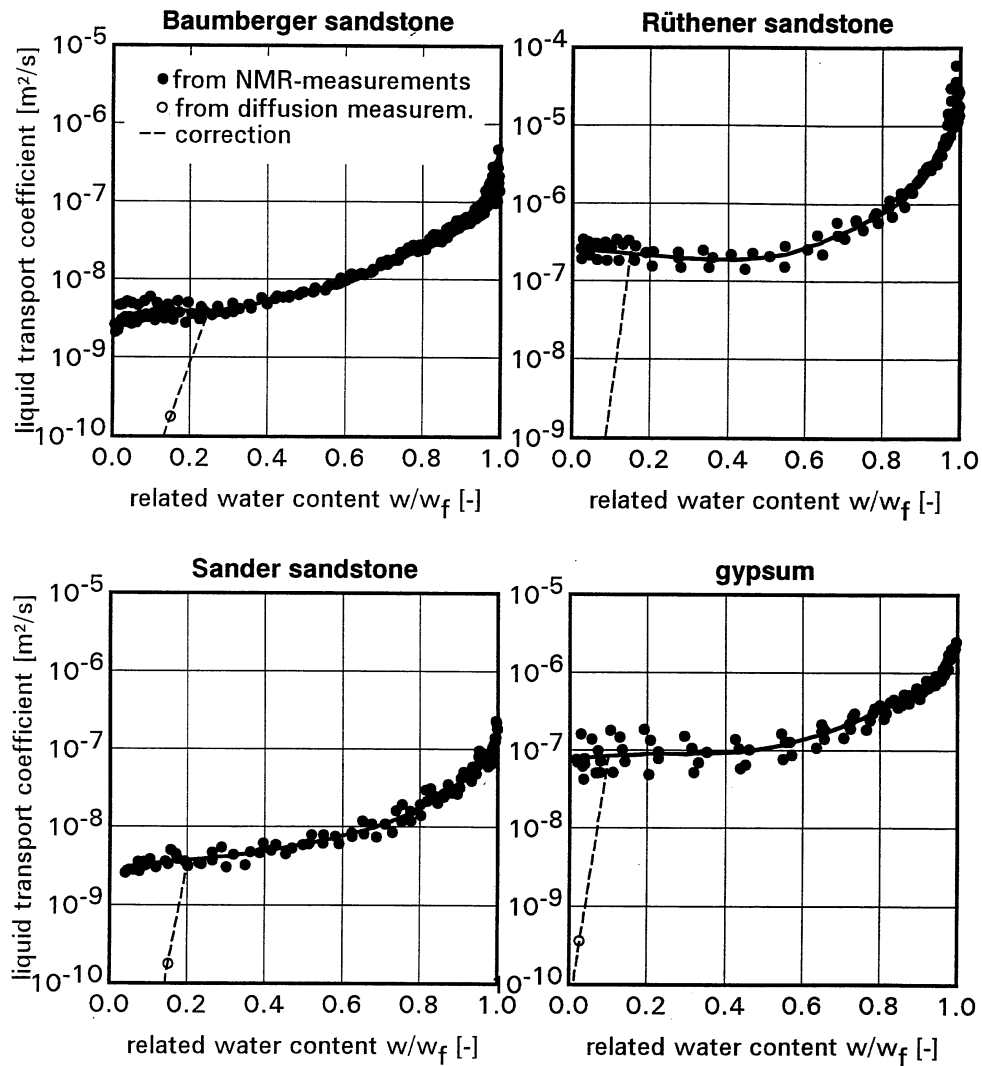 Baumberger sandstone
liquid transport coefficient [m²/s]
10-5
10-6
10-7
10-8
10-9
10-10
from NMR-measurements
from diffusion measurem.
correction
0.0 0.2 0.4 0.6 0.8 1.0
related water content w/wf [-]
Rüthener sandstone
10-4
10-5
10-6
10-7
10-8
10-9
0.0 0.2 0.4 0.6 0.8 1.0
related water content w/wf [-]
Sander sandstone
liquid transport coefficient [m²/s]
10-5
10-6
10-7
10-8
10-9
10-10
0.0 0.2 0.4 0.6 0.8 1.0
related water content w/wf [-]
gypsum
10-5
10-6
10-7
10-8
10-9
10-10
0.0 0.2 0.4 0.6 0.8 1.0
related water content w/wf [-]